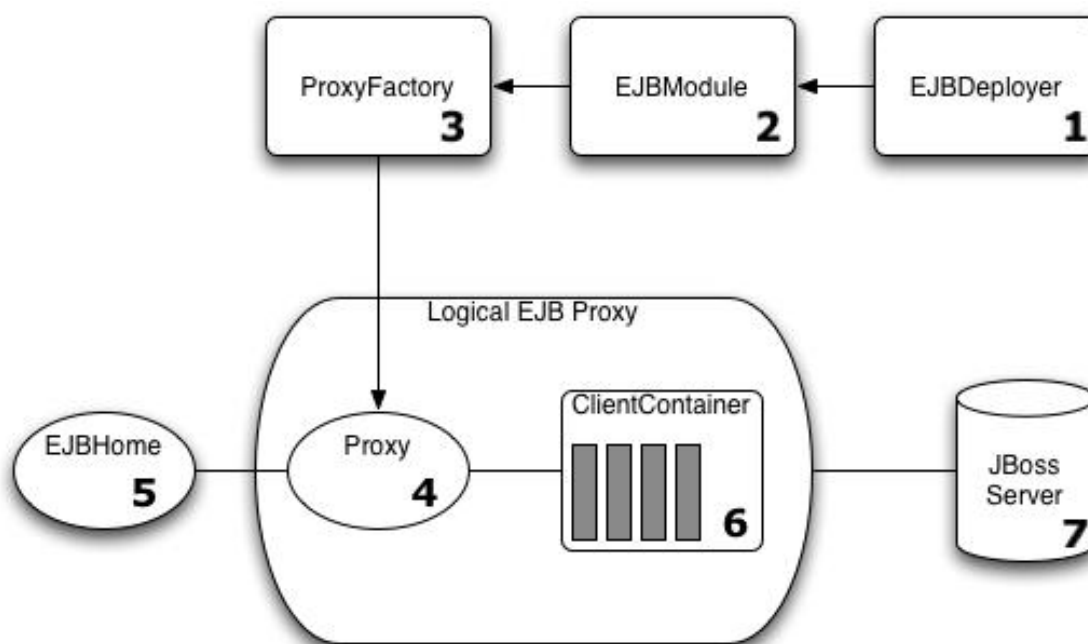 ProxyFactory
3
EJBModule
2
EJBDeployer
1
Logical EJB Proxy
EJBHome
5
Proxy
4
ClientContainer
6
JBoss
Server
7